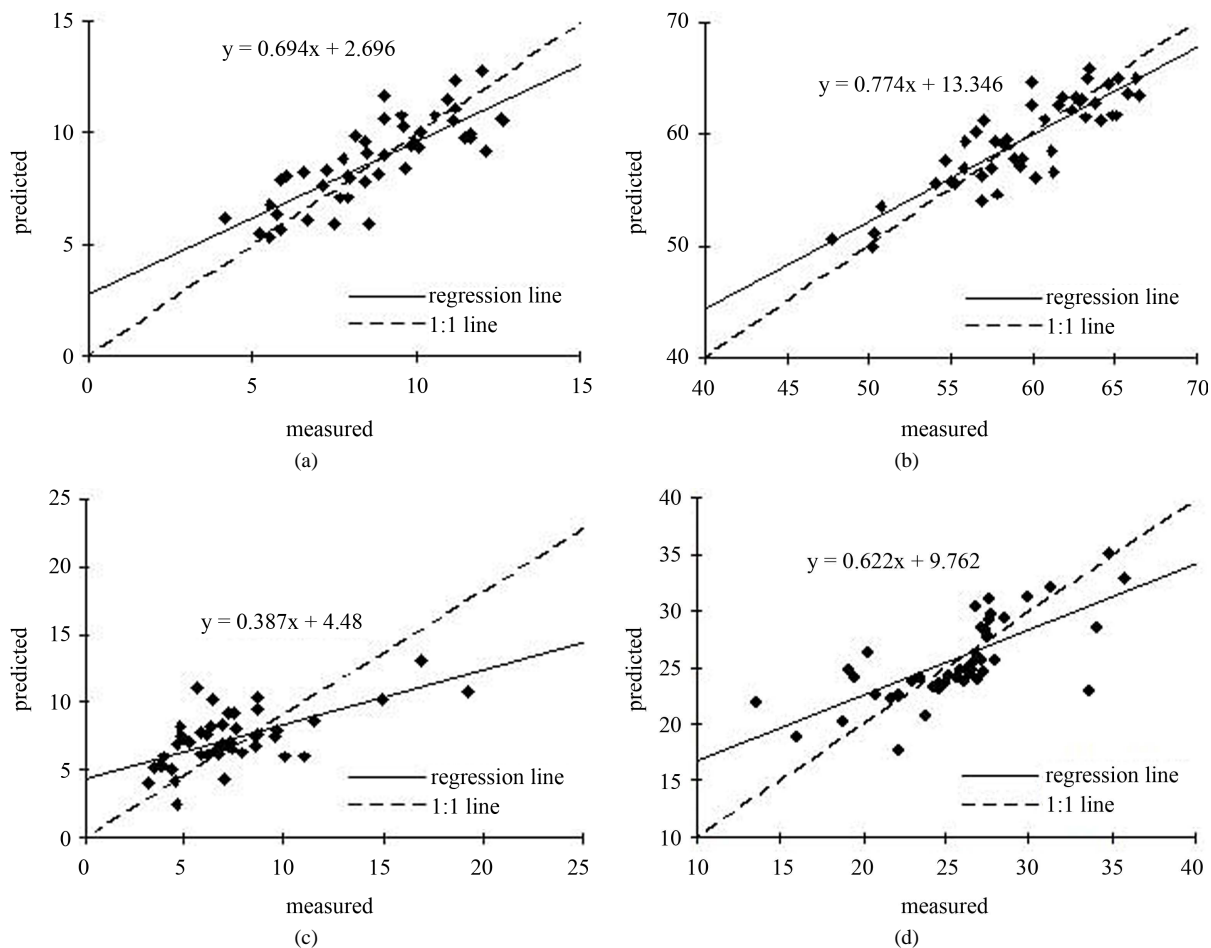 15
y = 0.694x + 2.696
10
predicted
5
regression line
1:1 line
0
0 5 10 15
measured
(a)
70
y = 0.774x + 13.346
60
predicted
50
regression line
1:1 line
40
40 45 50 55 60 65 70
measured
(b)
25
20
y = 0.387x + 4.48
15
predicted
10
5
regression line
1:1 line
0
0 5 10 15 20 25
measured
(c)
40
35
y = 0.622x + 9.762
30
predicted
25
20
15
regression line
1:1 line
10
10 15 20 25 30 35 40
measured
(d)